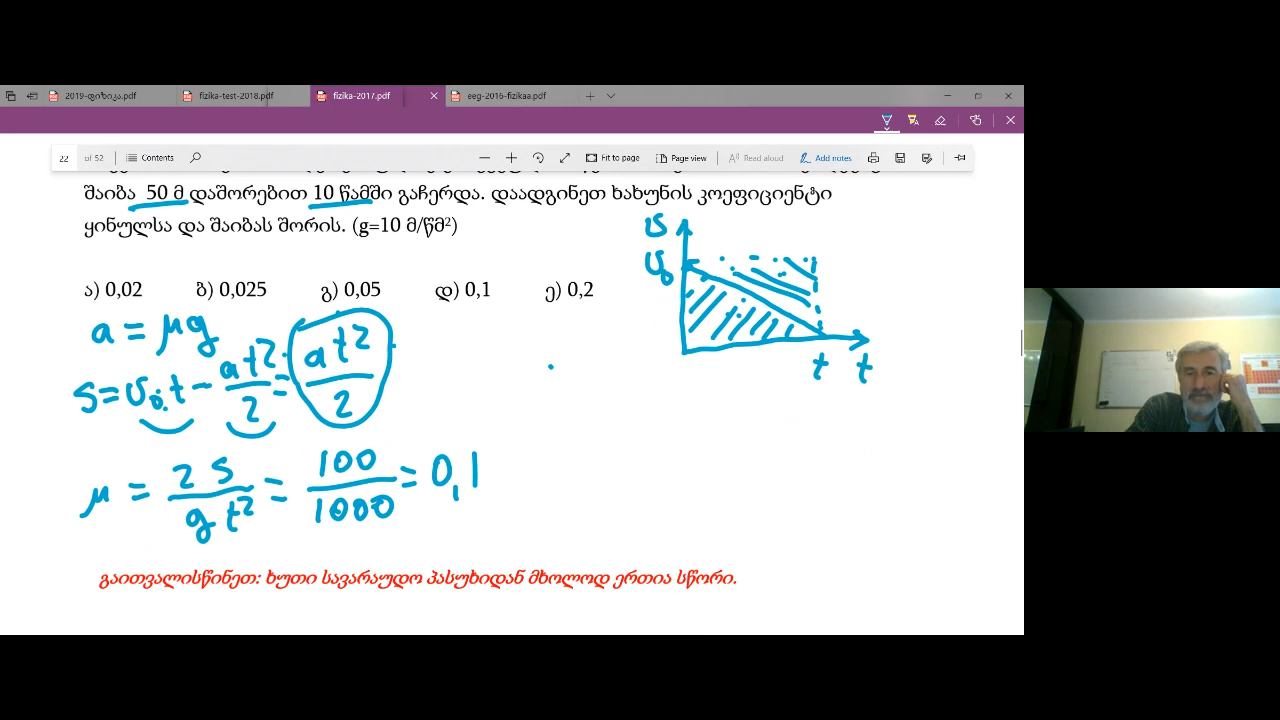 2019-ფიზიკა.pdf fizika-test-2018.pdf fizika-2017.pdf eeg-2016-fizikaa.pdf
22 of 52 Contents Fit to page Page view Read aloud Add notes
შაიბა 50 მ დაშორებით 10 წამში გაჩერდა. დაადგინეთ ხახუნის კოეფიციენტი
ყინულსა და შაიბას შორის. (g=10 მ/წმ²)
ა) 0,02 ბ) 0,025 გ) 0,05 დ) 0,1 ე) 0,2
a = μg
S = υ₀t − at²/2 = at²/2
μ = 2S/gt² = 100/1000 = 0,1
υ
υ₀
t t
გაითვალისწინეთ: ხუთი სავარაუდო პასუხიდან მხოლოდ ერთია სწორი.